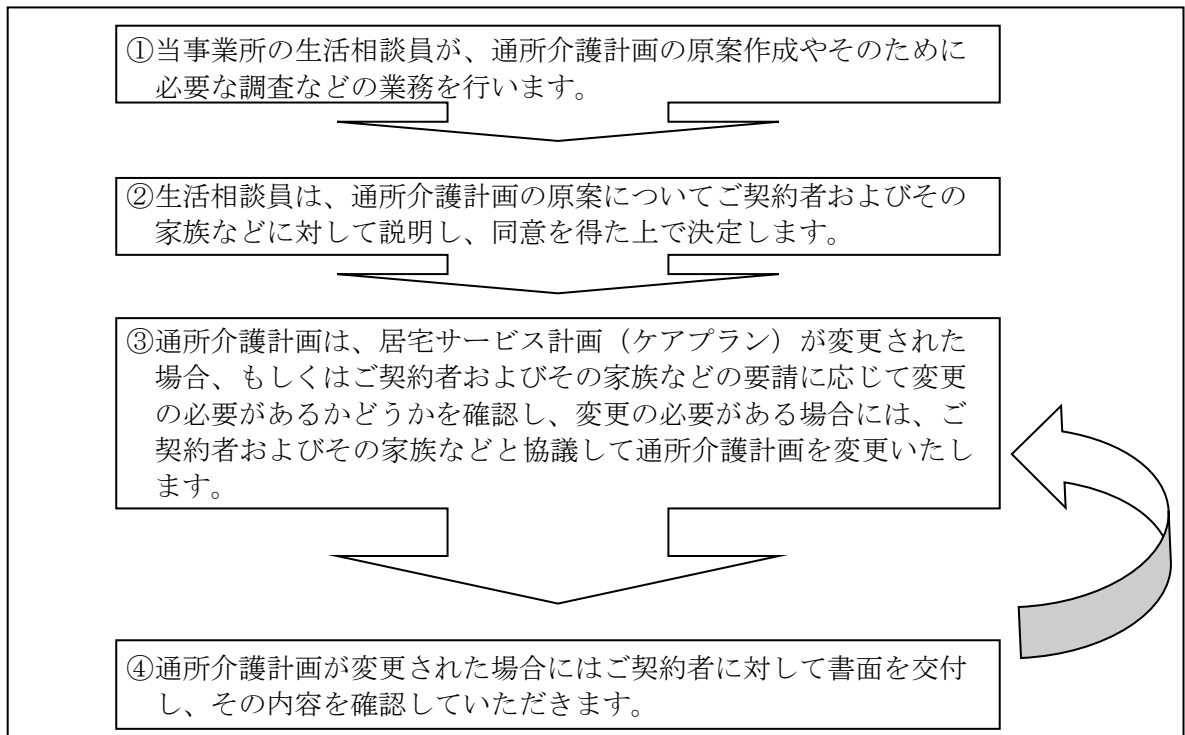 ①当事業所の生活相談員が、通所介護計画の原案作成やそのために
必要な調査などの業務を行います。
②生活相談員は、通所介護計画の原案についてご契約者およびその
家族などに対して説明し、同意を得た上で決定します。
③通所介護計画は、居宅サービス計画（ケアプラン）が変更された
場合、もしくはご契約者およびその家族などの要請に応じて変更
の必要があるかどうかを確認し、変更の必要がある場合には、ご
契約者およびその家族などと協議して通所介護計画を変更いたし
ます。
④通所介護計画が変更された場合にはご契約者に対して書面を交付
し、その内容を確認していただきます。